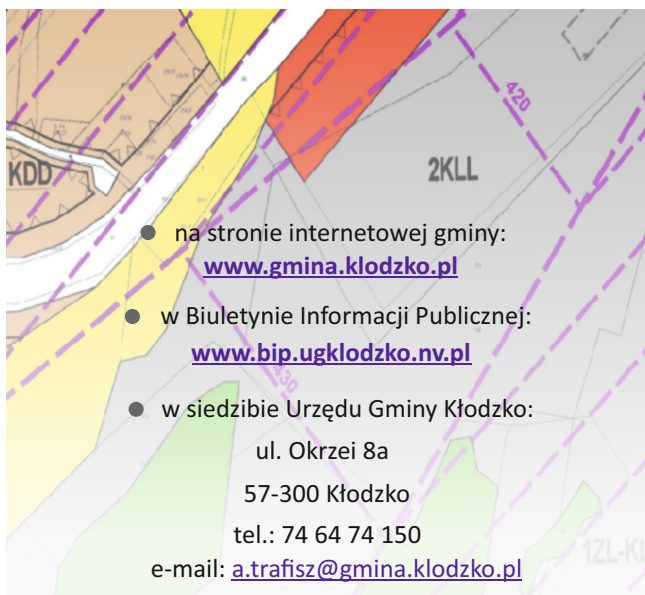 420
KDD
2KLL
● na stronie internetowej gminy:
www.gmina.klodzko.pl
● w Biuletynie Informacji Publicznej:
www.bip.ugklodzko.nv.pl
430
● w siedzibie Urzędu Gminy Kłodzko:
ul. Okrzei 8a
57-300 Kłodzko
tel.: 74 64 74 150
1ZL-KL
e-mail: a.trafisz@gmina.klodzko.pl